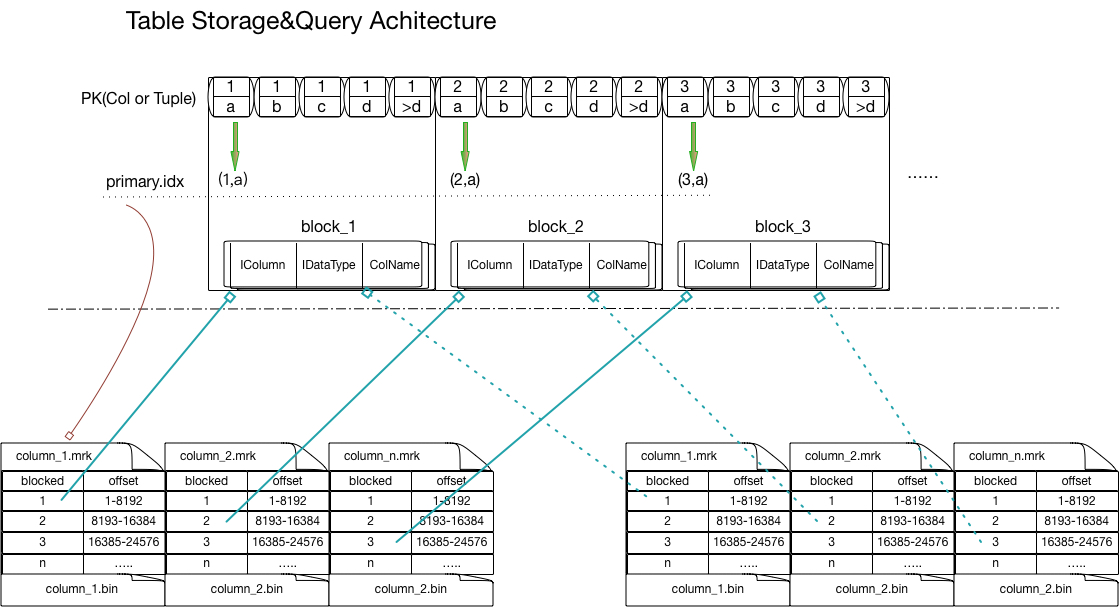 Table Storage&Query Achitecture
PK(Col or Tuple)
1 1 1 1 1 2 2 2 2 2 3 3 3 3 3
a b c d >d a b c d >d a b c d >d
primary.idx
(1,a) (2,a) (3,a) ......
block_1 block_2 block_3
IColumn IDataType ColName IColumn IDataType ColName IColumn IDataType ColName
column_1.mrk column_2.mrk column_n.mrk column_1.mrk column_2.mrk column_n.mrk
blocked offset blocked offset blocked offset blocked offset blocked offset blocked offset
1 1-8192 1 1-8192 1 1-8192 1 1-8192 1 1-8192 1 1-8192
2 8193-16384 2 8193-16384 2 8193-16384 2 8193-16384 2 8193-16384 2 8193-16384
3 16385-24576 3 16385-24576 3 16385-24576 3 16385-24576 3 16385-24576 3 16385-24576
n ..... n ..... n ..... n ..... n ..... n .....
column_1.bin column_2.bin column_2.bin column_1.bin column_2.bin column_2.bin